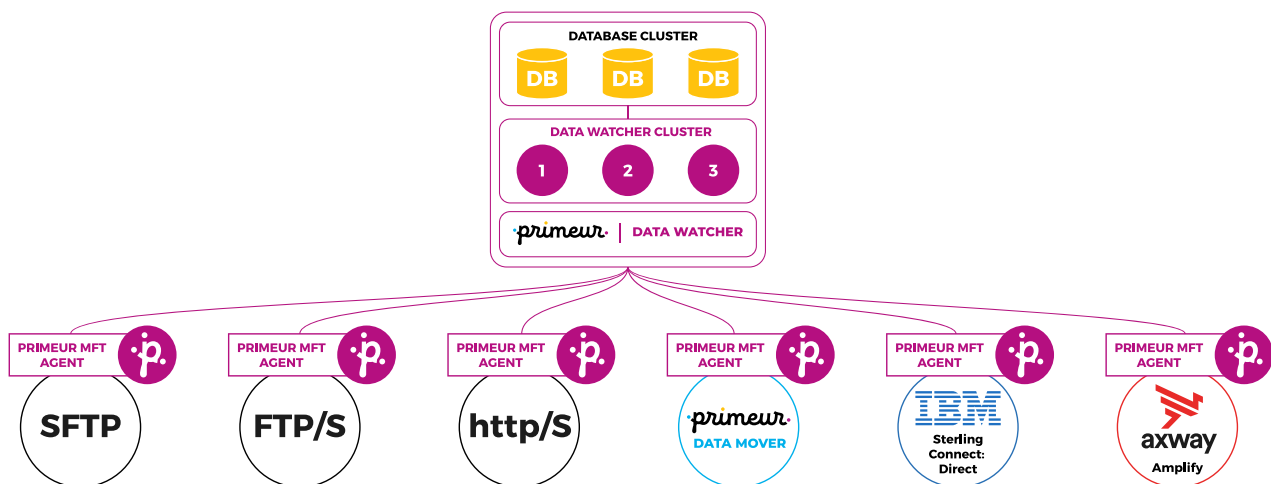 DATABASE CLUSTER
DB
DB
DB
DATA WATCHER CLUSTER
1
2
3
primeur
DATA WATCHER
PRIMEUR MFT
AGENT
p
SFTP
PRIMEUR MFT
AGENT
p
FTP/S
PRIMEUR MFT
AGENT
p
http/S
PRIMEUR MFT
AGENT
p
primeur
DATA MOVER
PRIMEUR MFT
AGENT
p
IBM
Sterling
Connect:
Direct
PRIMEUR MFT
AGENT
p
axway
Amplify